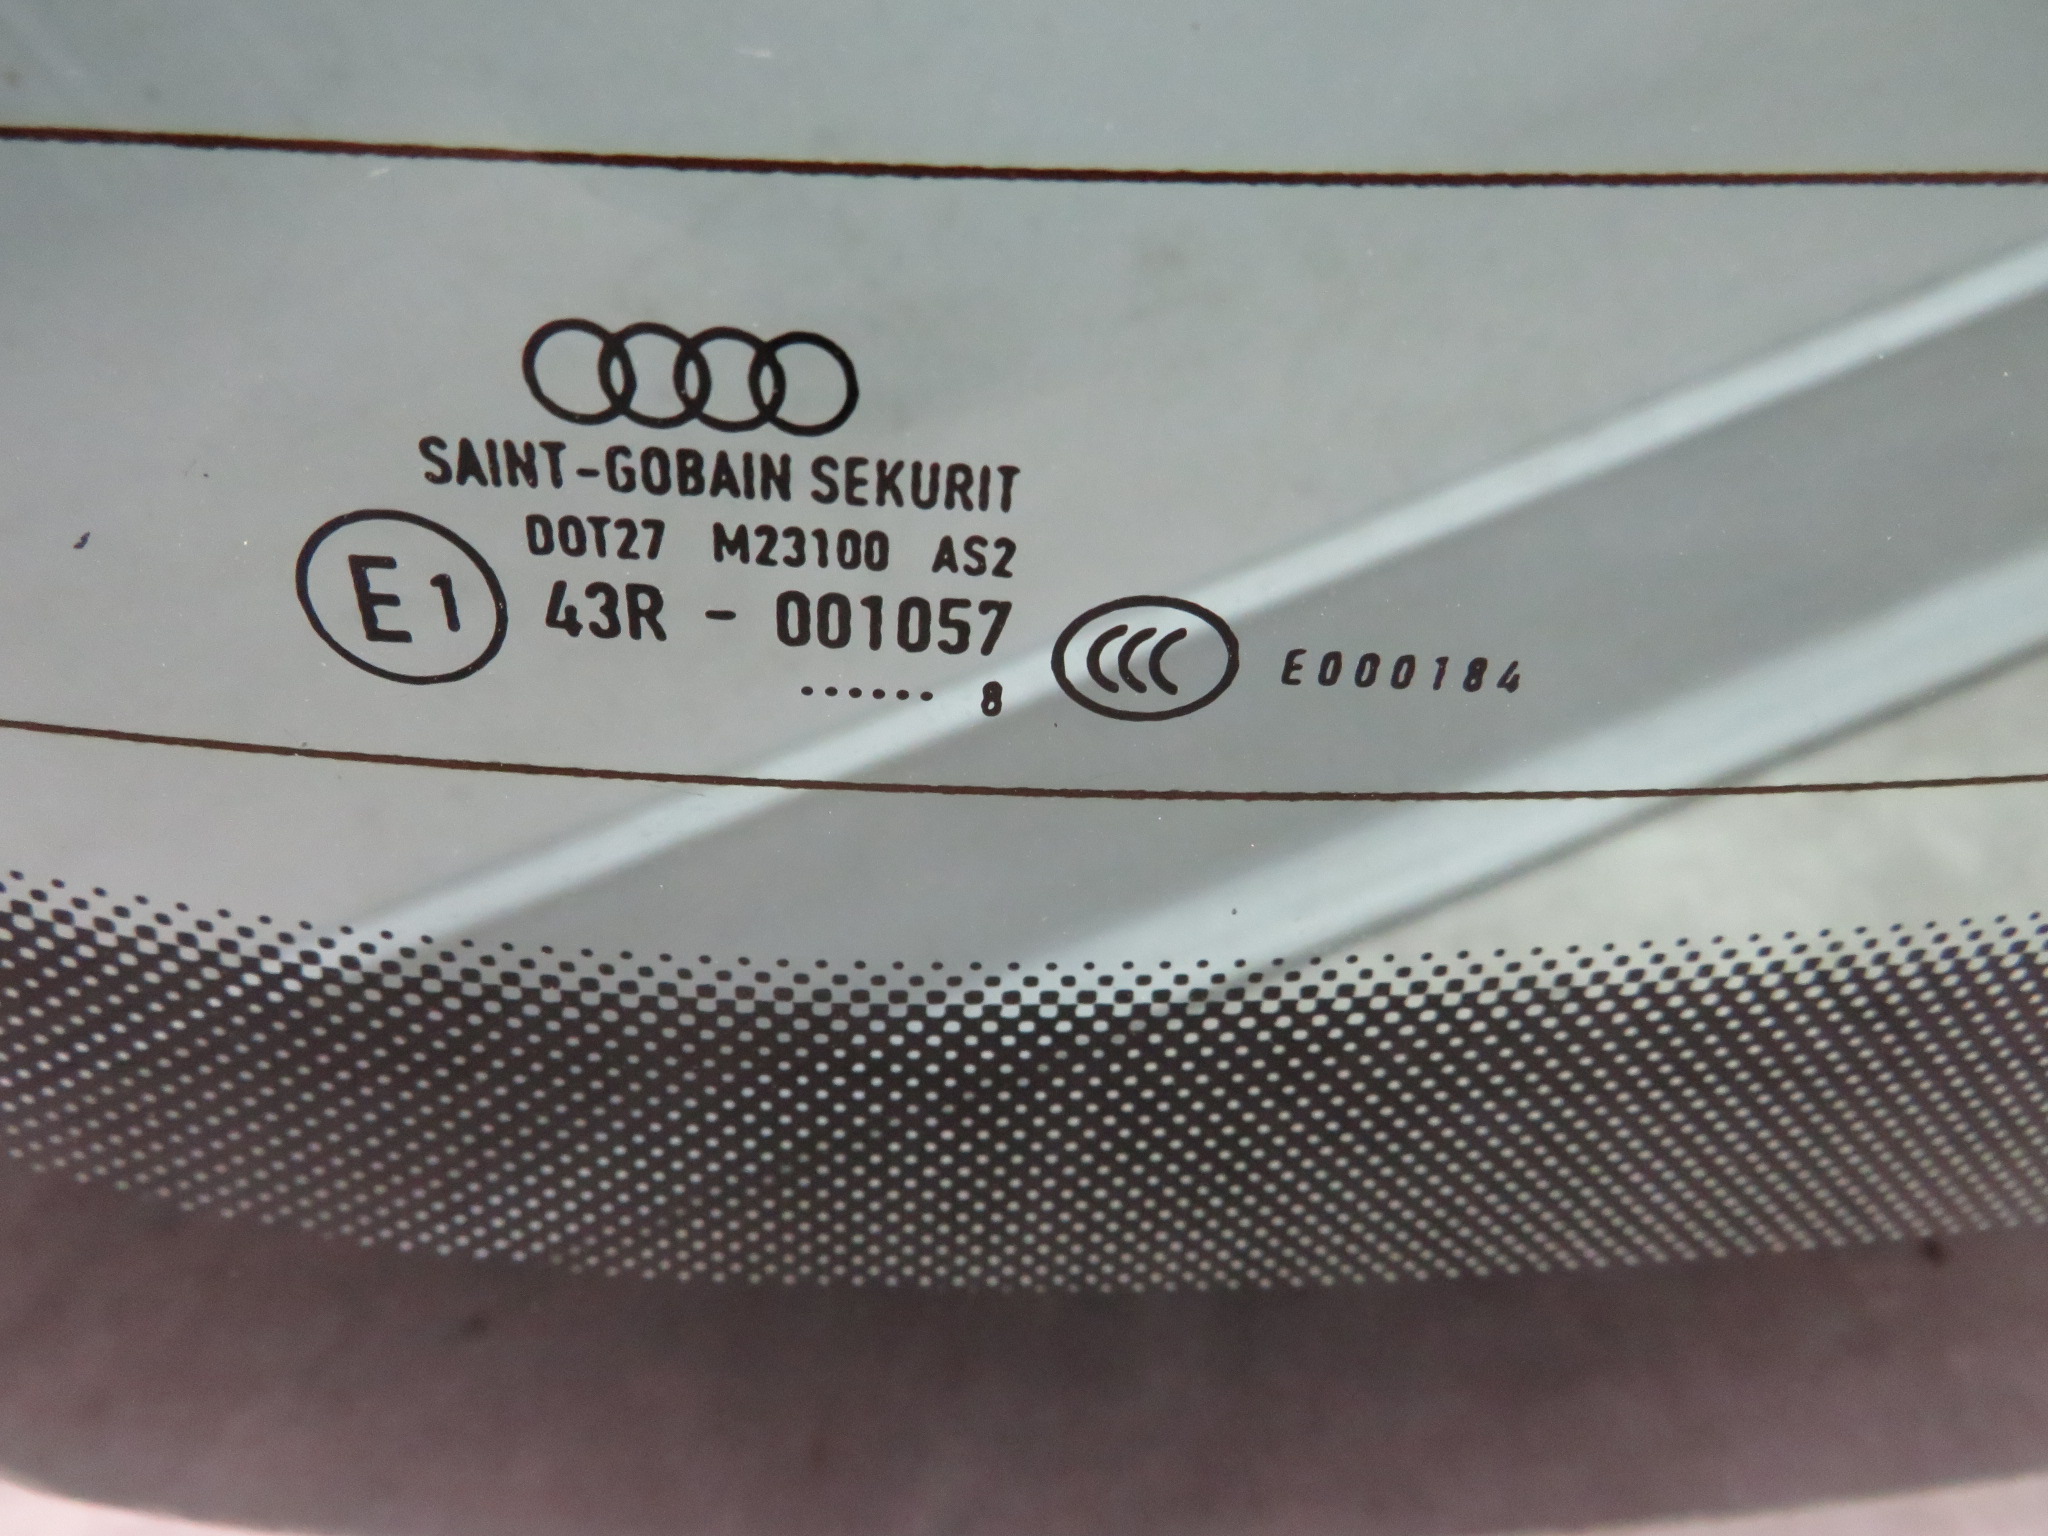 SAINT-GOBAIN SEKURIT
DOT27 M23100 AS2
E1 43R - 001057
...... 8 CCC E000184